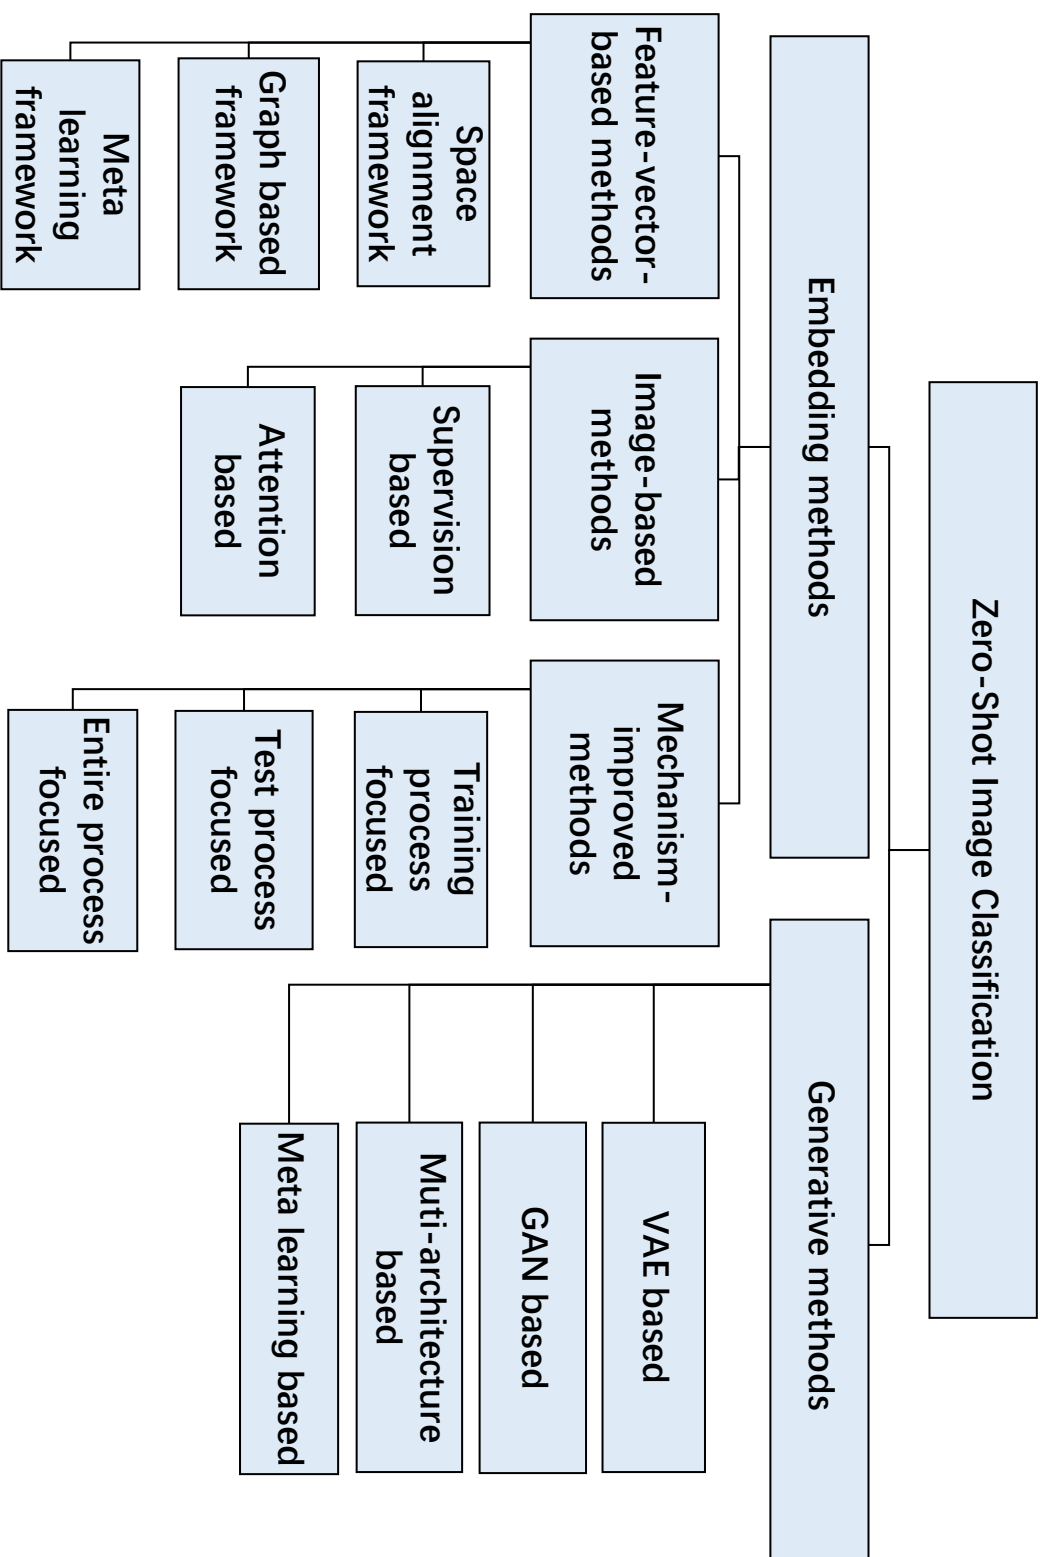 Zero-Shot Image Classification
Embedding methods
Generative methods
Feature-vector-
based methods
Image-based
methods
Mechanism-
improved
methods
Space
alignment
framework
Graph based
framework
Meta
learning
framework
Supervision
based
Attention
based
Training
process
focused
Test process
focused
Entire process
focused
VAE based
GAN based
Muti-architecture
based
Meta learning based